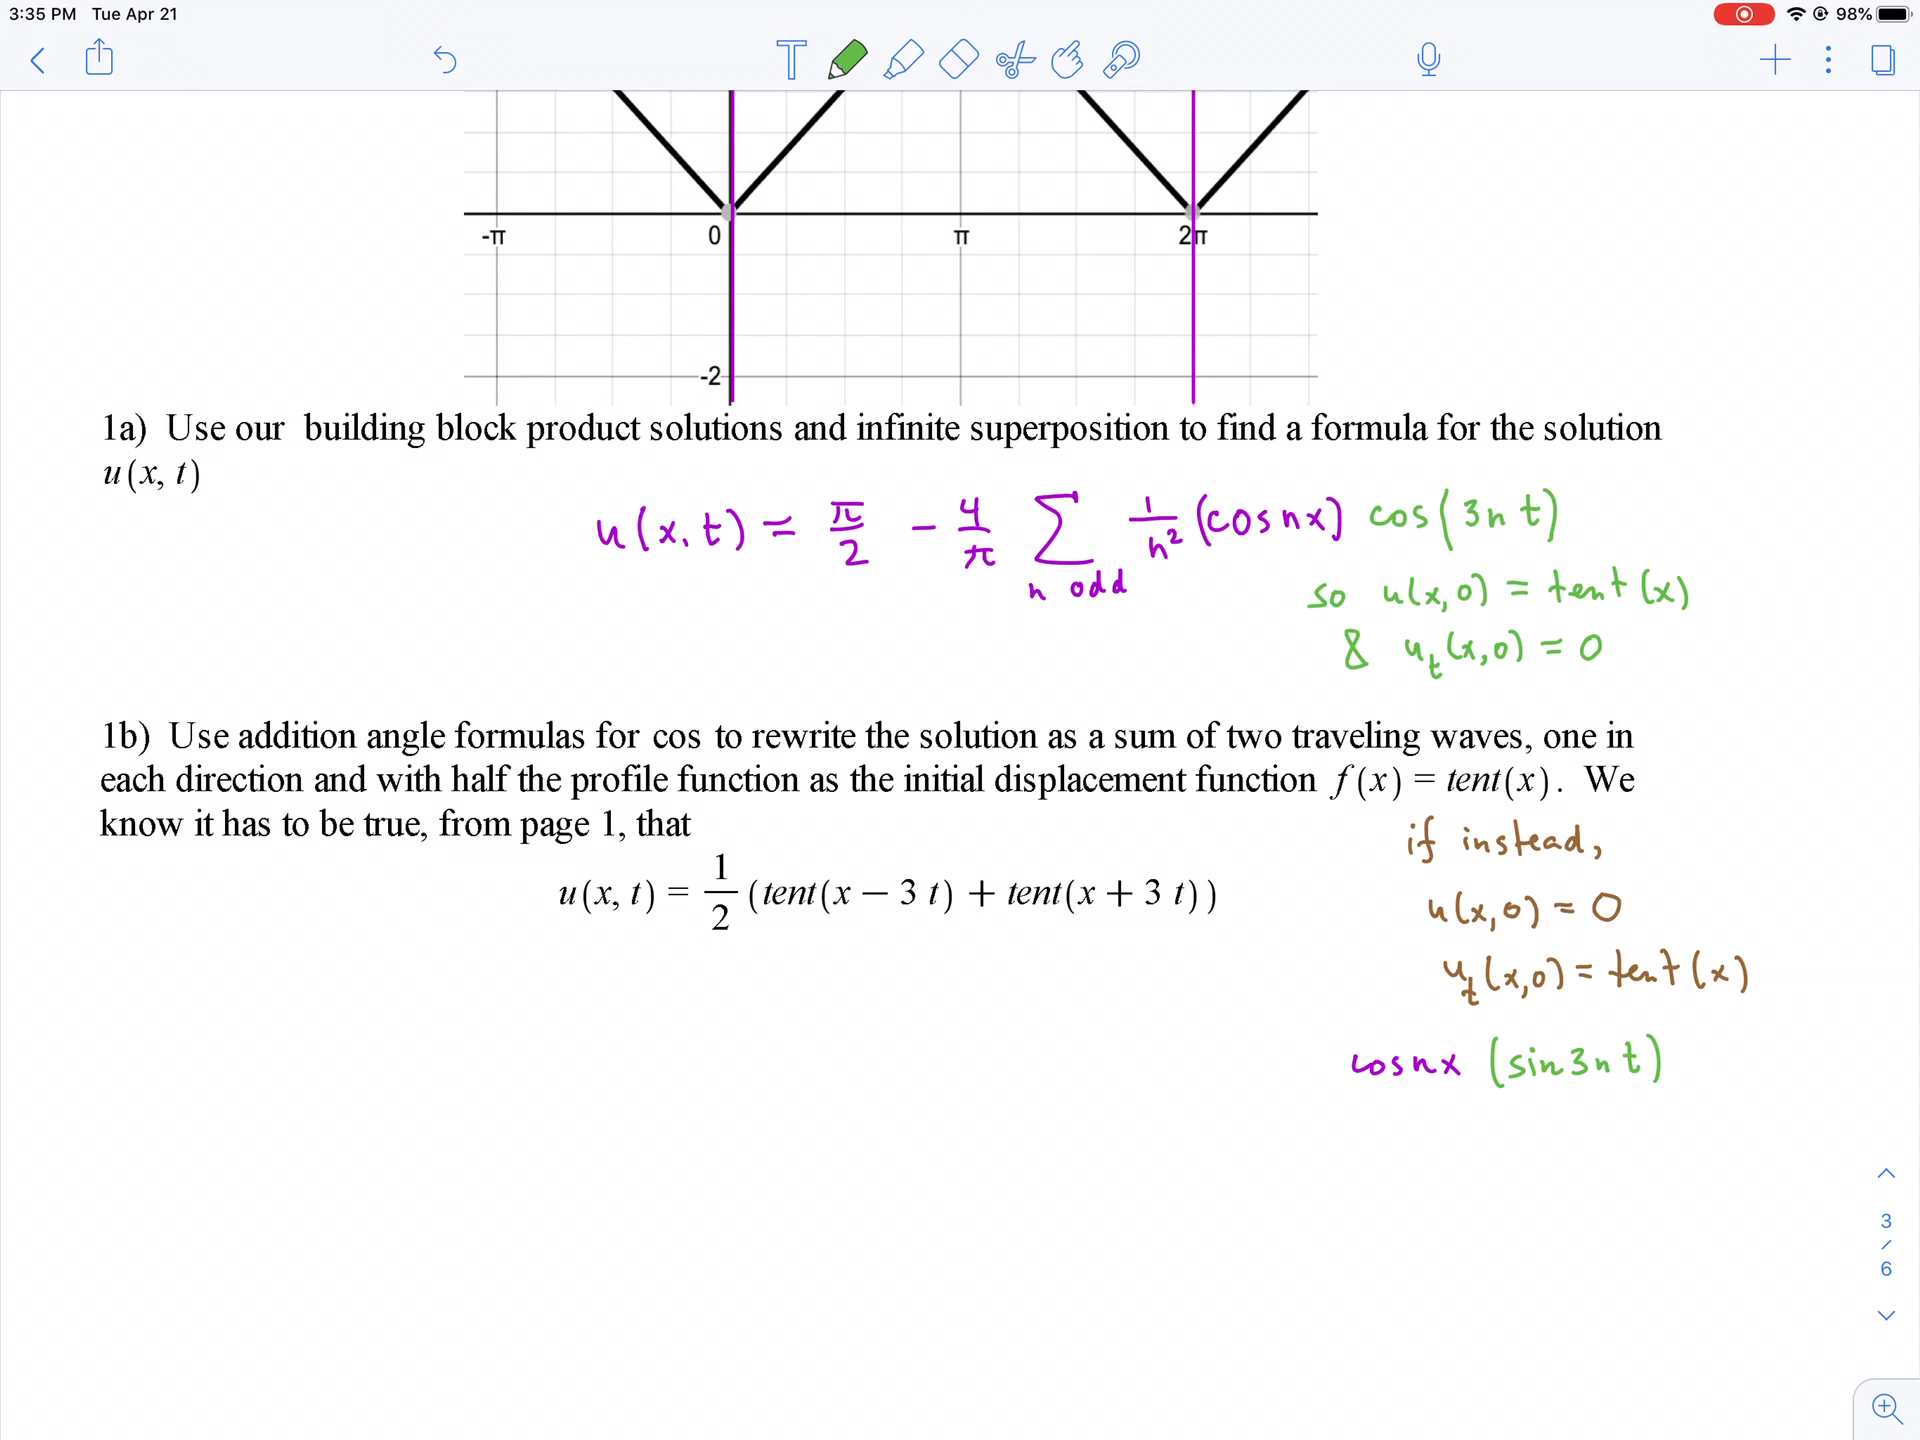 3:35 PM Tue Apr 21
98%
-π 0 π 2π
-2
1a) Use our building block product solutions and infinite superposition to find a formula for the solution
u(x, t)
u(x,t) = π/2 - 4/π ∑ n odd 1/n² (cos nx) cos(3nt)
so u(x,0) = tent(x)
& u_t(x,0) = 0
1b) Use addition angle formulas for cos to rewrite the solution as a sum of two traveling waves, one in
each direction and with half the profile function as the initial displacement function f(x) = tent(x). We
know it has to be true, from page 1, that
if instead,
u(x, t) = 1/2 (tent(x − 3 t) + tent(x + 3 t))
u(x,0) = 0
u_t(x,0) = tent(x)
cosnx (sin3nt)
3
/
6